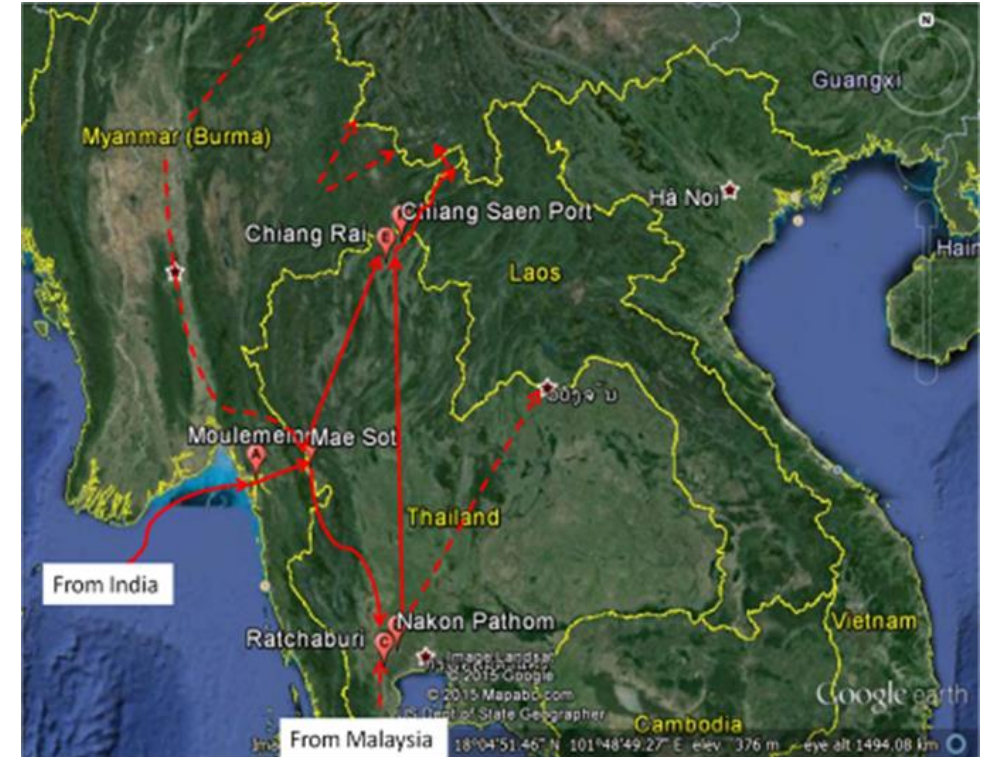 N
Guangxi
Myanmar (Burma)
Hà Noi
Chiang Saen Port
Chiang Rai
E
Hain
Laos
Moulemein
Mae Sot
A
Thailand
From India
Nakon Pathom
Ratchaburi
C
Vietnam
Image Landsat
© 2015 Google
© 2015 Mapabc.com
US Dept of State Geographer
Google earth
Cambodia
From Malaysia
18°04'51.46" N 101°48'49.27" E elev 376 m eye alt 1494.08 km